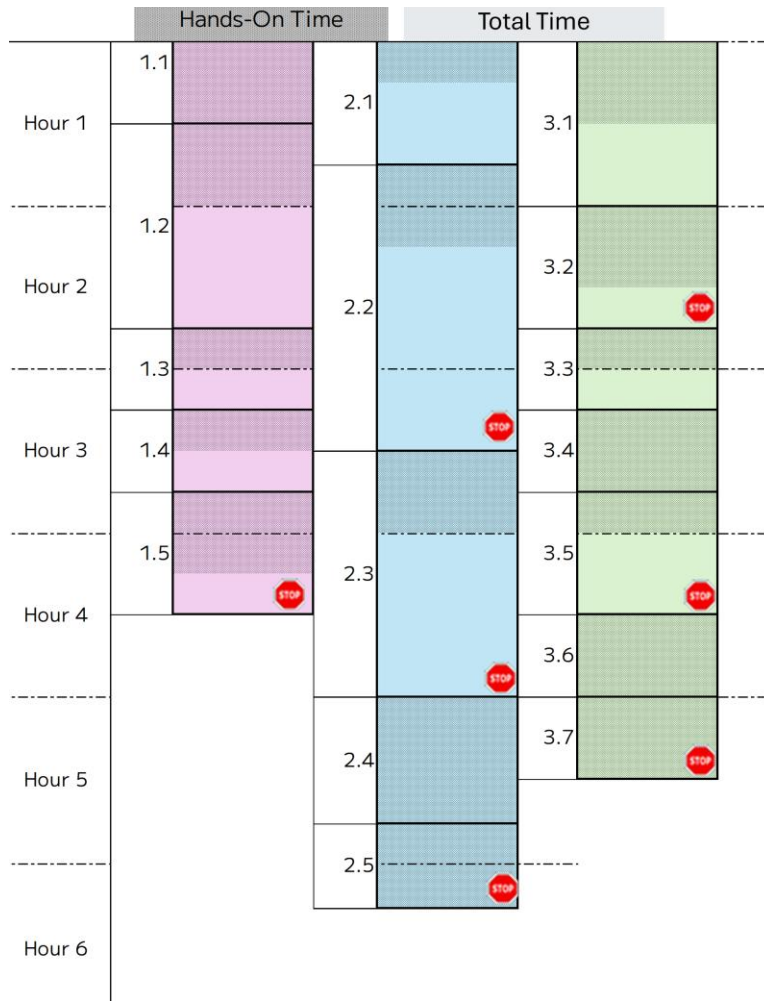 Hands-On Time
Total Time
Hour 1
Hour 2
Hour 3
Hour 4
Hour 5
Hour 6
1.1
1.2
1.3
1.4
1.5
STOP
2.1
2.2
STOP
2.3
STOP
2.4
2.5
STOP
3.1
3.2
STOP
3.3
3.4
3.5
STOP
3.6
3.7
STOP